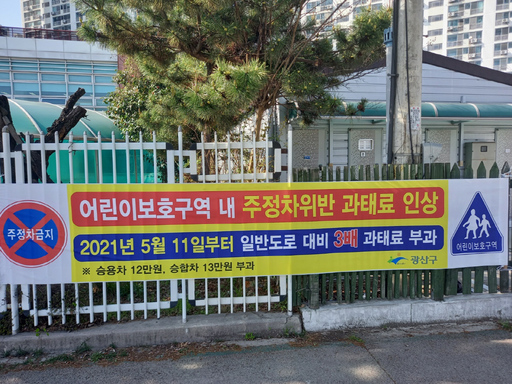 어린이보호구역 내 주정차위반 과태료 인상
주정차금지
2021년 5월 11일부터 일반도로 대비 3배 과태료 부과
어린이보호구역
※ 승용차 12만원, 승합차 13만원 부과
광산구